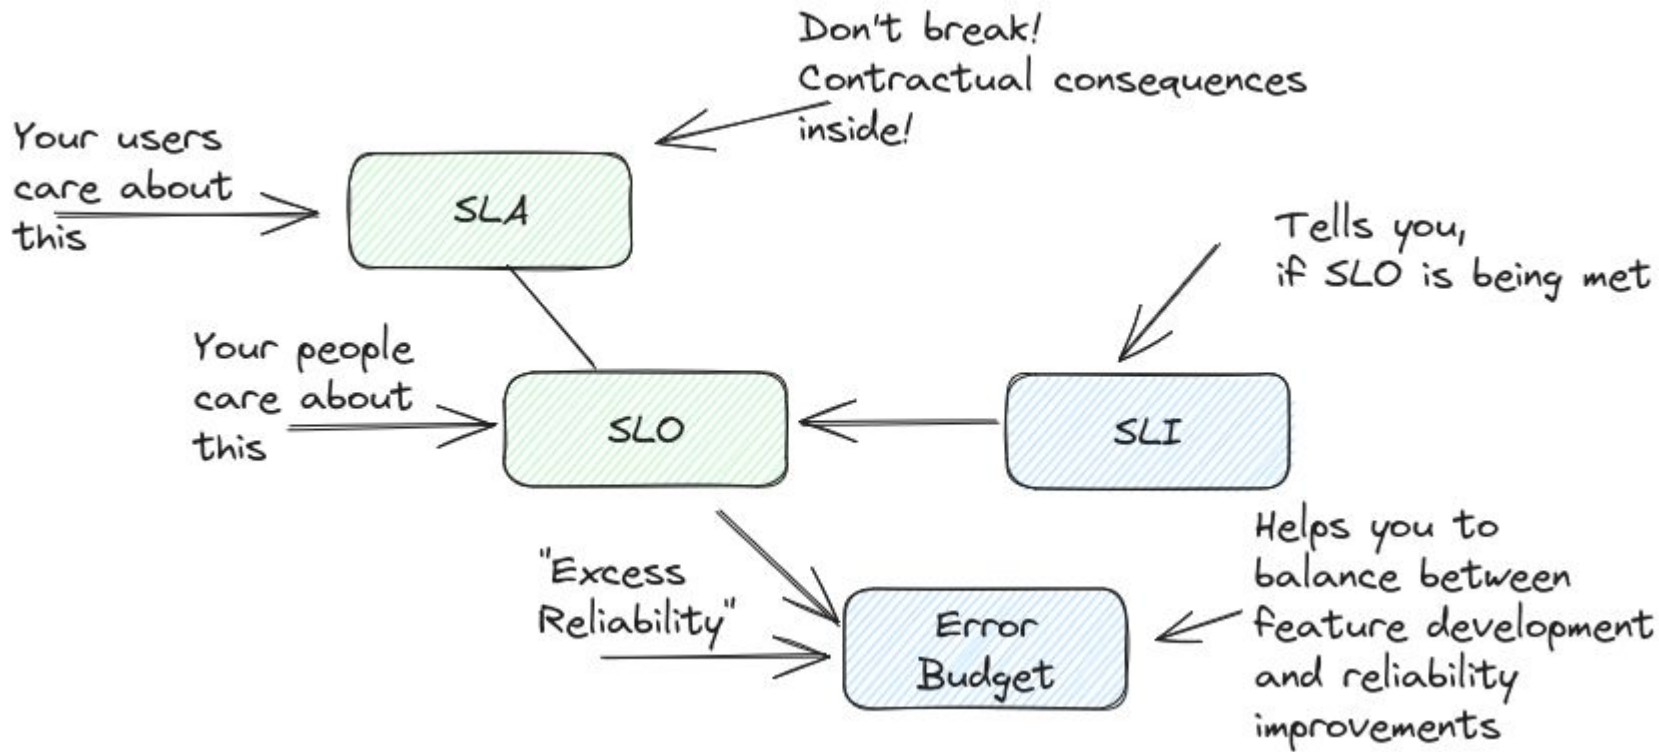 Don't break!
Contractual consequences
inside!
Your users
care about
this
SLA
Tells you,
if SLO is being met
Your people
care about
this
SLO
SLI
"Excess
Reliability"
Error
Budget
Helps you to
balance between
feature development
and reliability
improvements